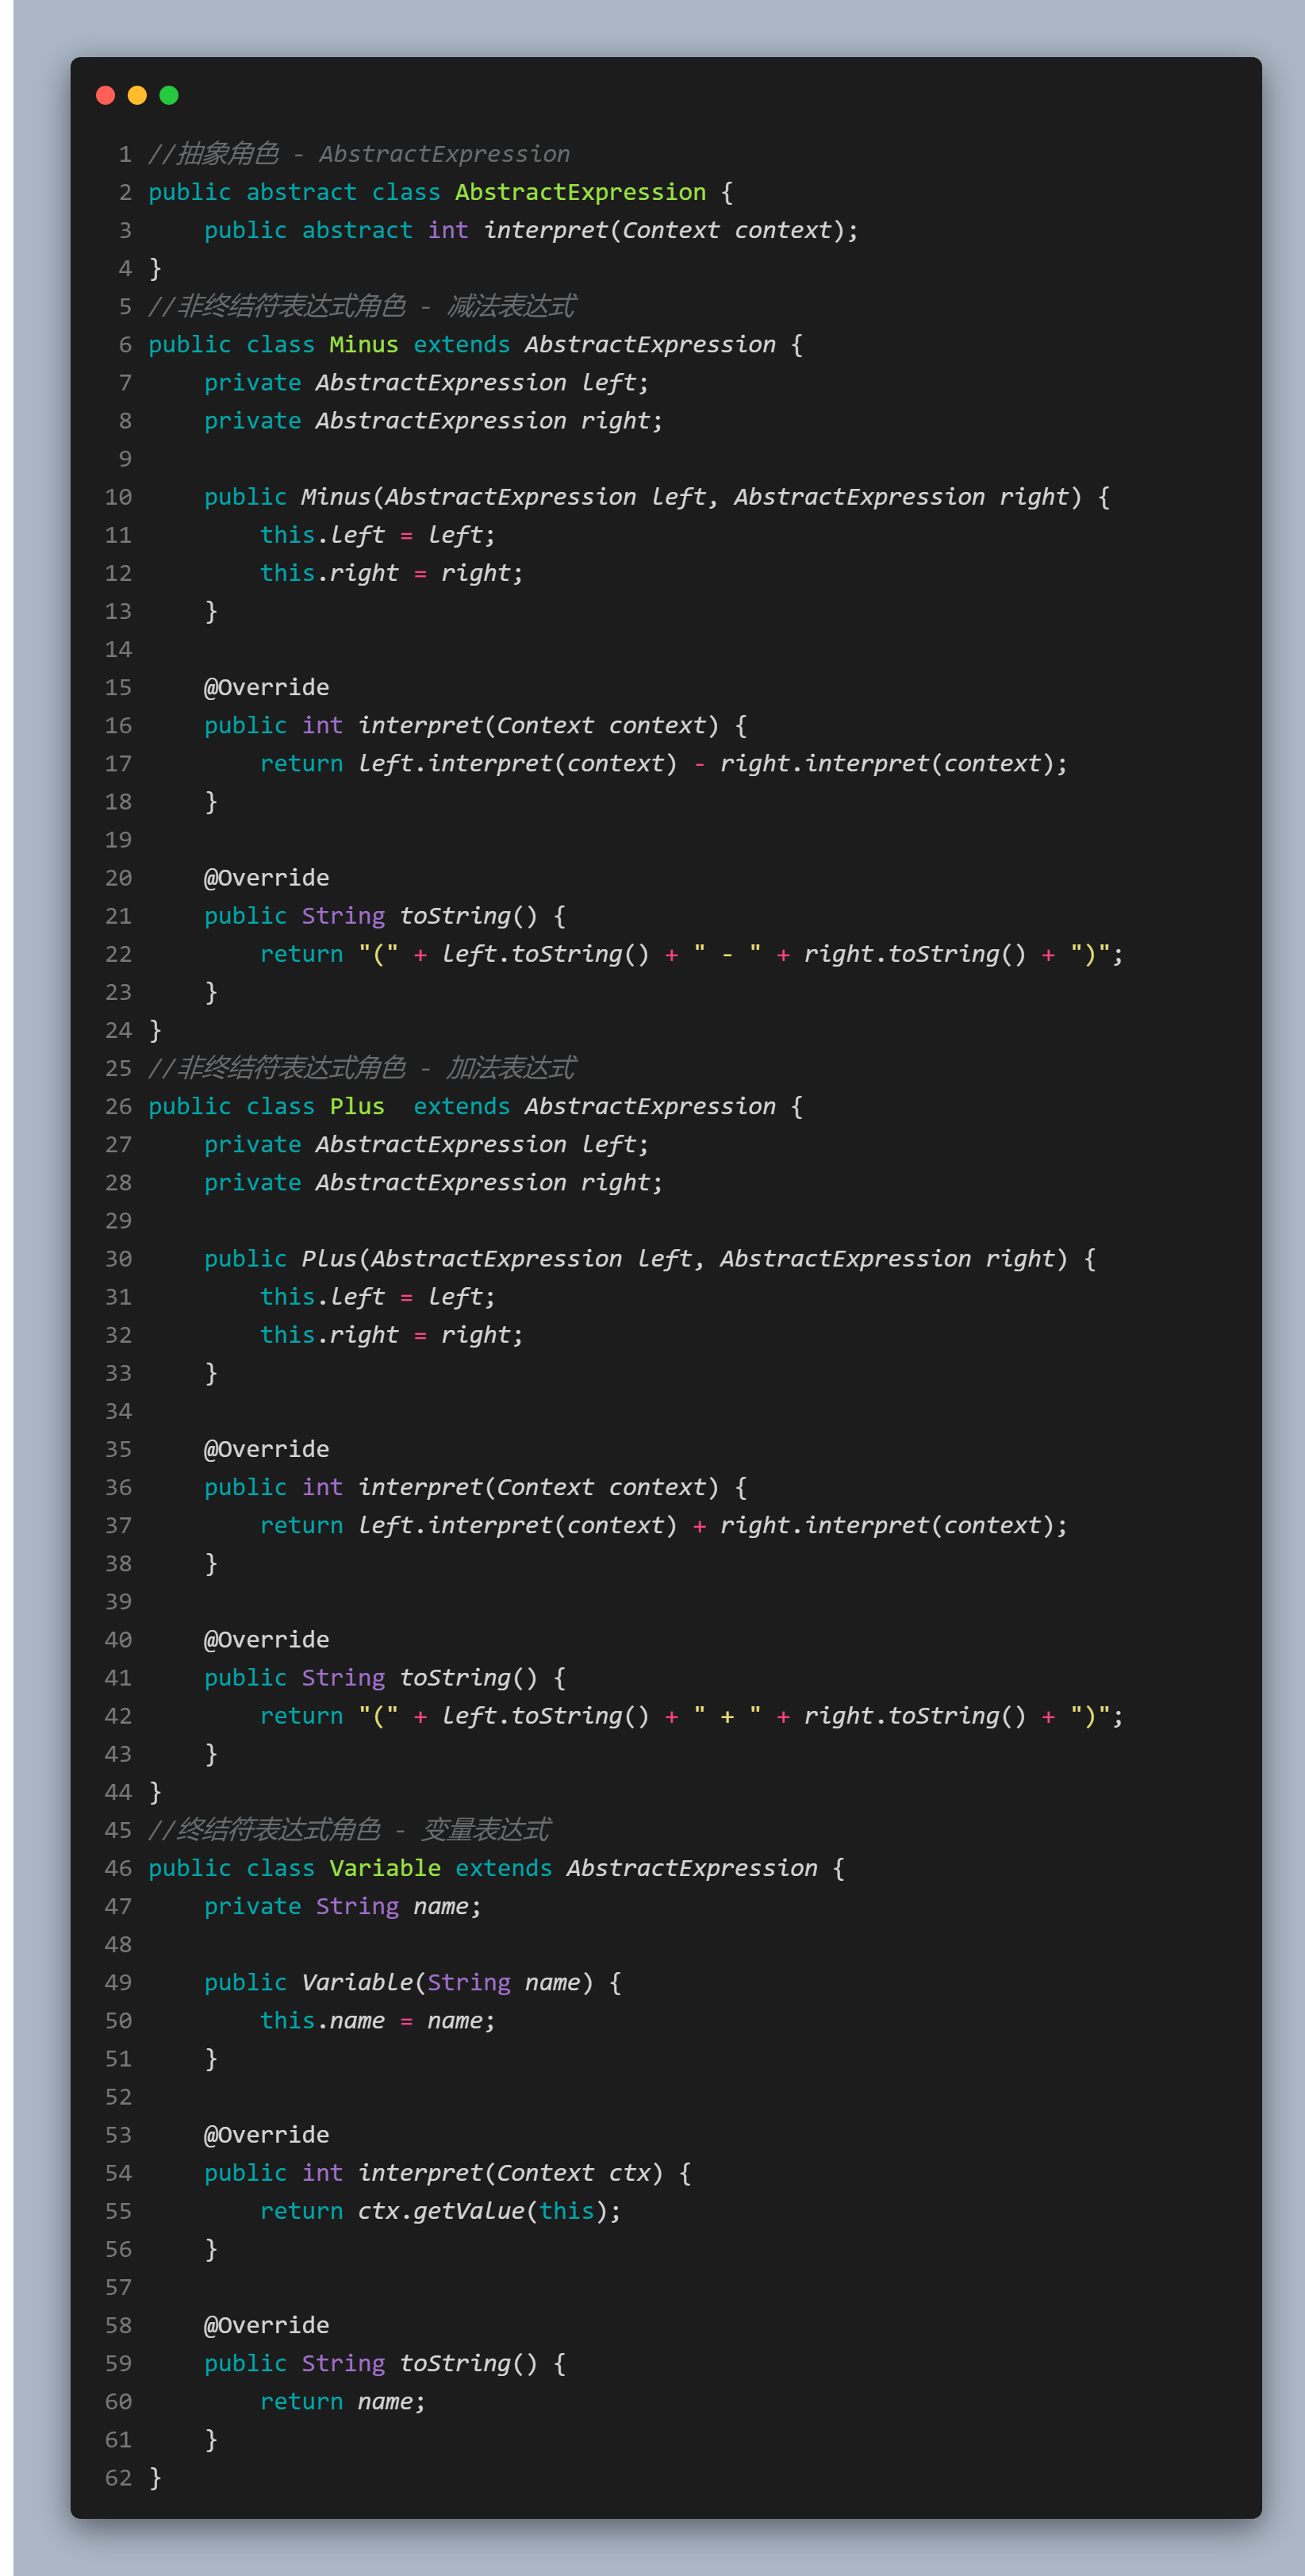 1 //抽象角色 - AbstractExpression
2 public abstract class AbstractExpression {
3     public abstract int interpret(Context context);
4 }
5 //非终结符表达式角色 - 减法表达式
6 public class Minus extends AbstractExpression {
7     private AbstractExpression left;
8     private AbstractExpression right;
9
10     public Minus(AbstractExpression left, AbstractExpression right) {
11         this.left = left;
12         this.right = right;
13     }
14
15     @Override
16     public int interpret(Context context) {
17         return left.interpret(context) - right.interpret(context);
18     }
19
20     @Override
21     public String toString() {
22         return "(" + left.toString() + " - " + right.toString() + ")";
23     }
24 }
25 //非终结符表达式角色 - 加法表达式
26 public class Plus  extends AbstractExpression {
27     private AbstractExpression left;
28     private AbstractExpression right;
29
30     public Plus(AbstractExpression left, AbstractExpression right) {
31         this.left = left;
32         this.right = right;
33     }
34
35     @Override
36     public int interpret(Context context) {
37         return left.interpret(context) + right.interpret(context);
38     }
39
40     @Override
41     public String toString() {
42         return "(" + left.toString() + " + " + right.toString() + ")";
43     }
44 }
45 //终结符表达式角色 - 变量表达式
46 public class Variable extends AbstractExpression {
47     private String name;
48
49     public Variable(String name) {
50         this.name = name;
51     }
52
53     @Override
54     public int interpret(Context ctx) {
55         return ctx.getValue(this);
56     }
57
58     @Override
59     public String toString() {
60         return name;
61     }
62 }